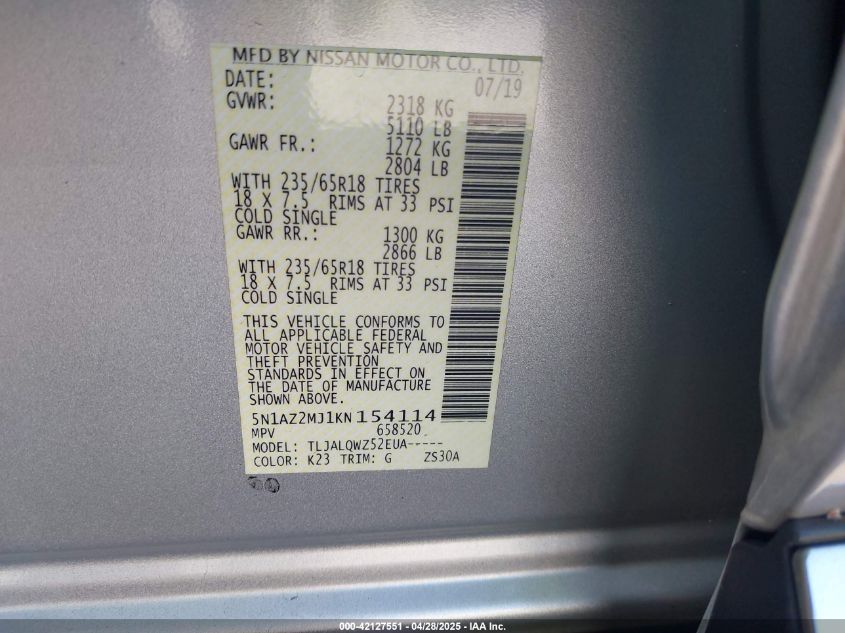 MFD BY NISSAN MOTOR CO., LTD.
DATE: 07/19
GVWR: 2318 KG
5110 LB
GAWR FR.: 1272 KG
2804 LB
WITH 235/65R18 TIRES
18 X 7.5 RIMS AT 33 PSI
COLD SINGLE
GAWR RR.: 1300 KG
2866 LB
WITH 235/65R18 TIRES
18 X 7.5 RIMS AT 33 PSI
COLD SINGLE
THIS VEHICLE CONFORMS TO
ALL APPLICABLE FEDERAL
MOTOR VEHICLE SAFETY AND
THEFT PREVENTION
STANDARDS IN EFFECT ON
THE DATE OF MANUFACTURE
SHOWN ABOVE.
5N1AZ2MJ1KN154114
MPV 658520
MODEL: TLJALQWZ52EUA-----
COLOR: K23 TRIM: G ZS30A
000-42127551 - 04/28/2025 - IAA Inc.